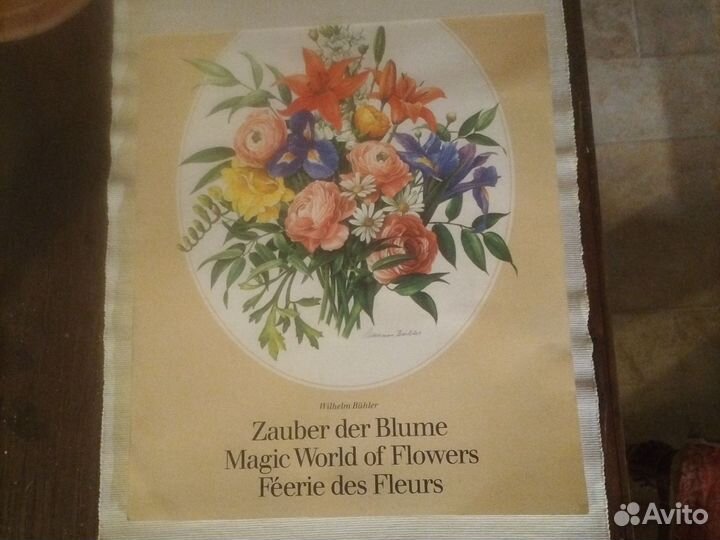 Wilhelm Bühler
Zauber der Blume
Magic World of Flowers
Féerie des Fleurs
Avito